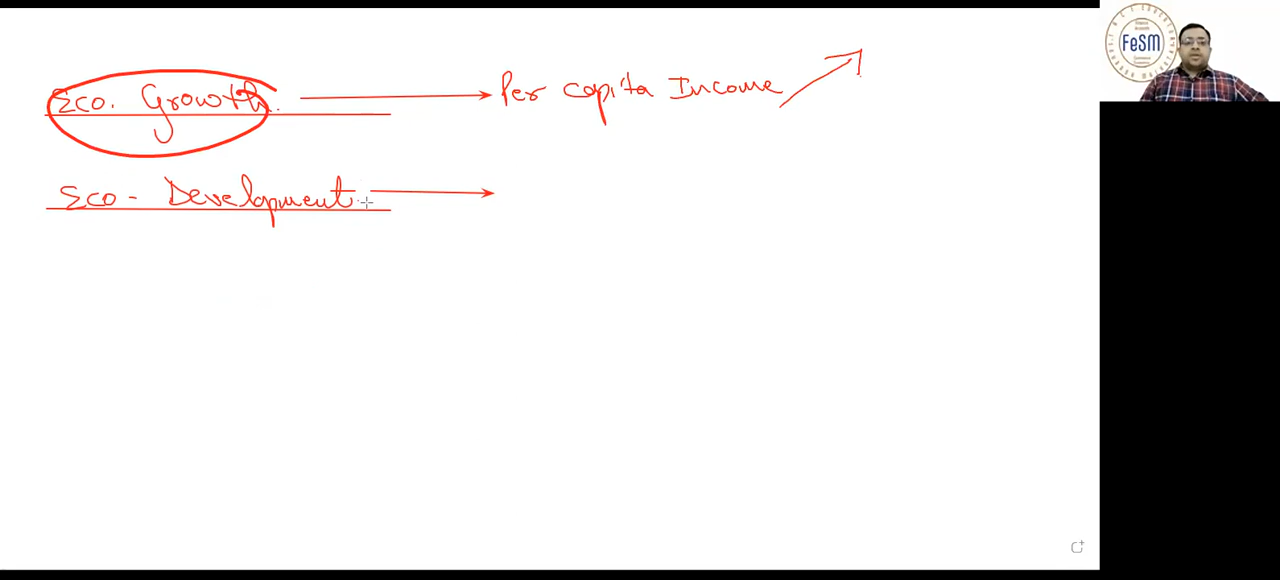 Eco. Growth. → Per capita Income ↗
Eco - Development. →
FeSM